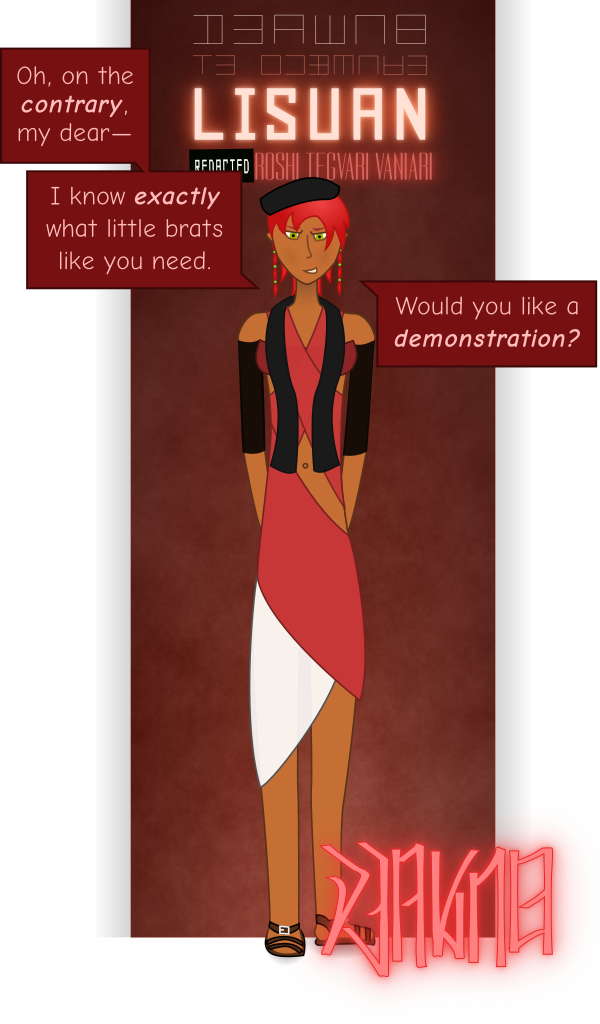 LISUAN
REDACTED ROSHI TEGVARI VANIARI
Oh, on the
contrary,
my dear—
I know exactly
what little brats
like you need.
Would you like a
demonstration?